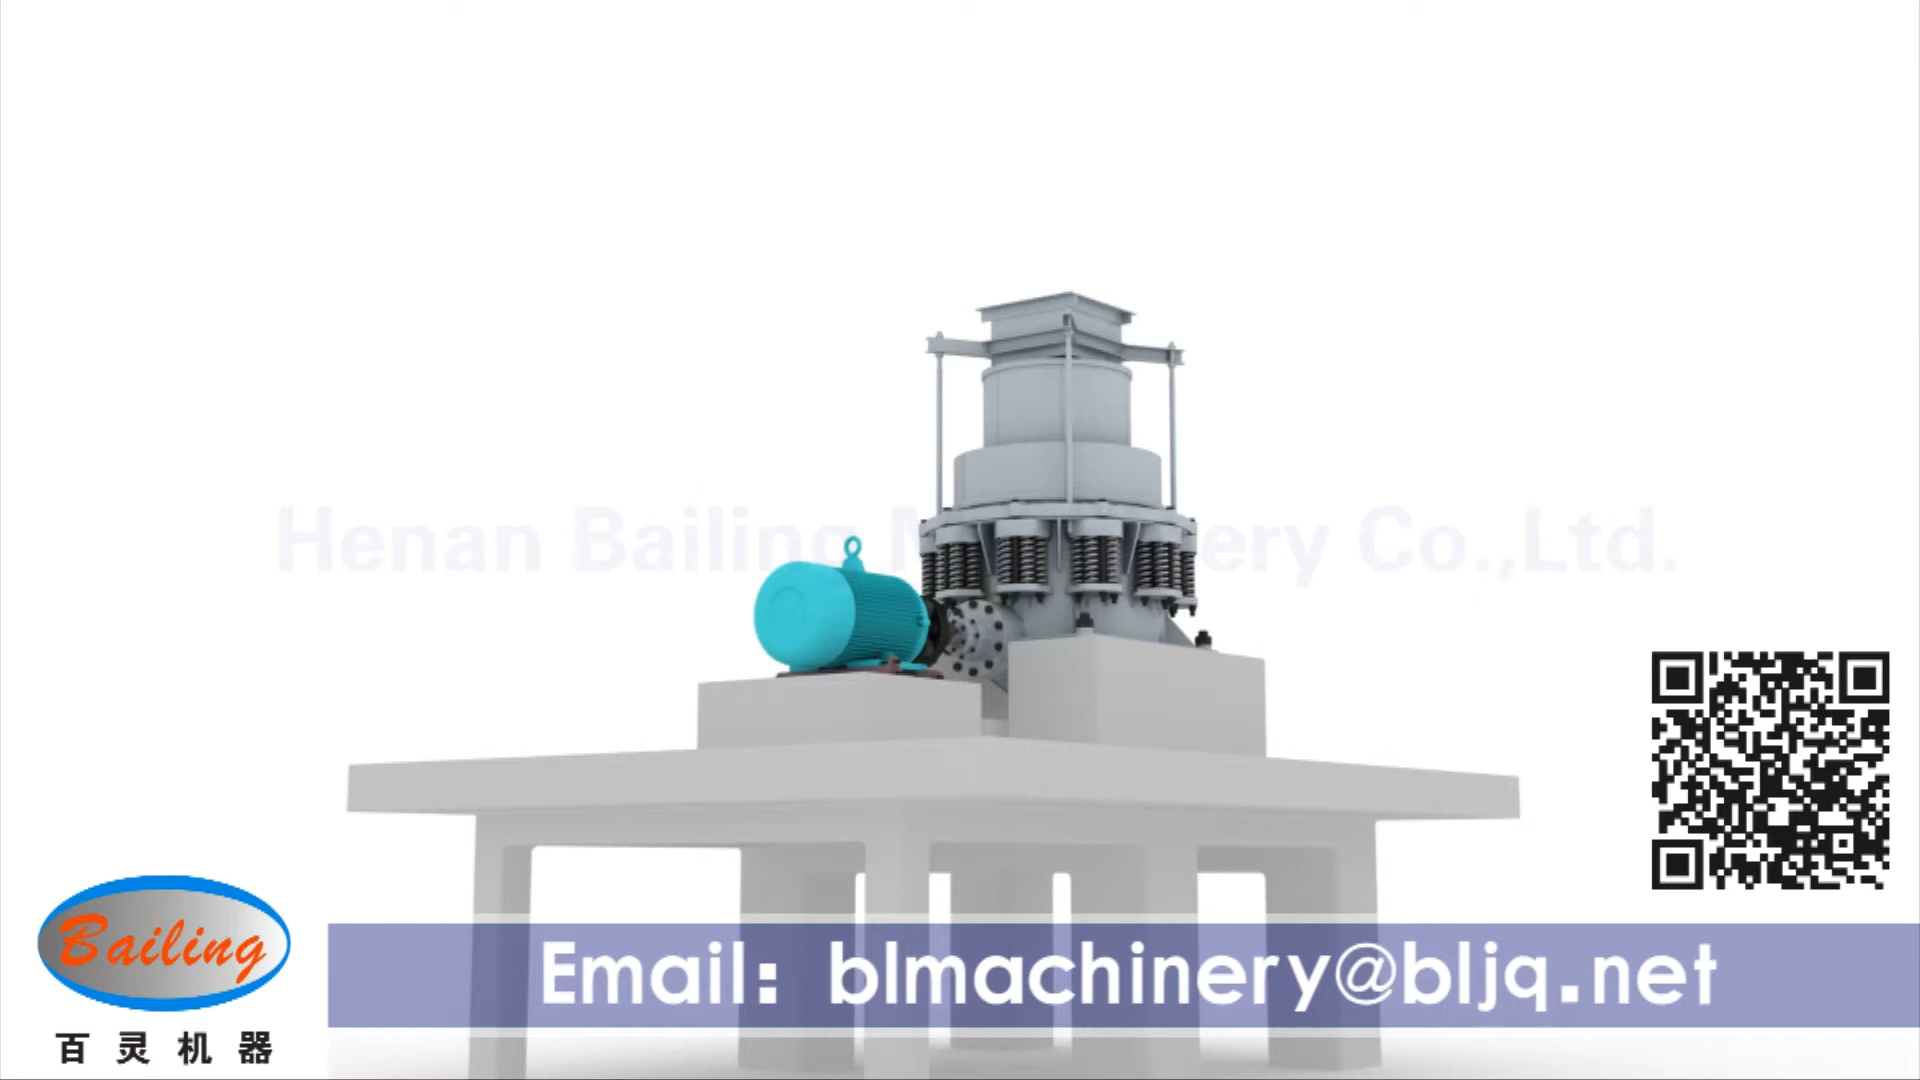 Henan Bailing Machinery Co.,Ltd.
Bailing
百灵机器
Email: blmachinery@bljq.net